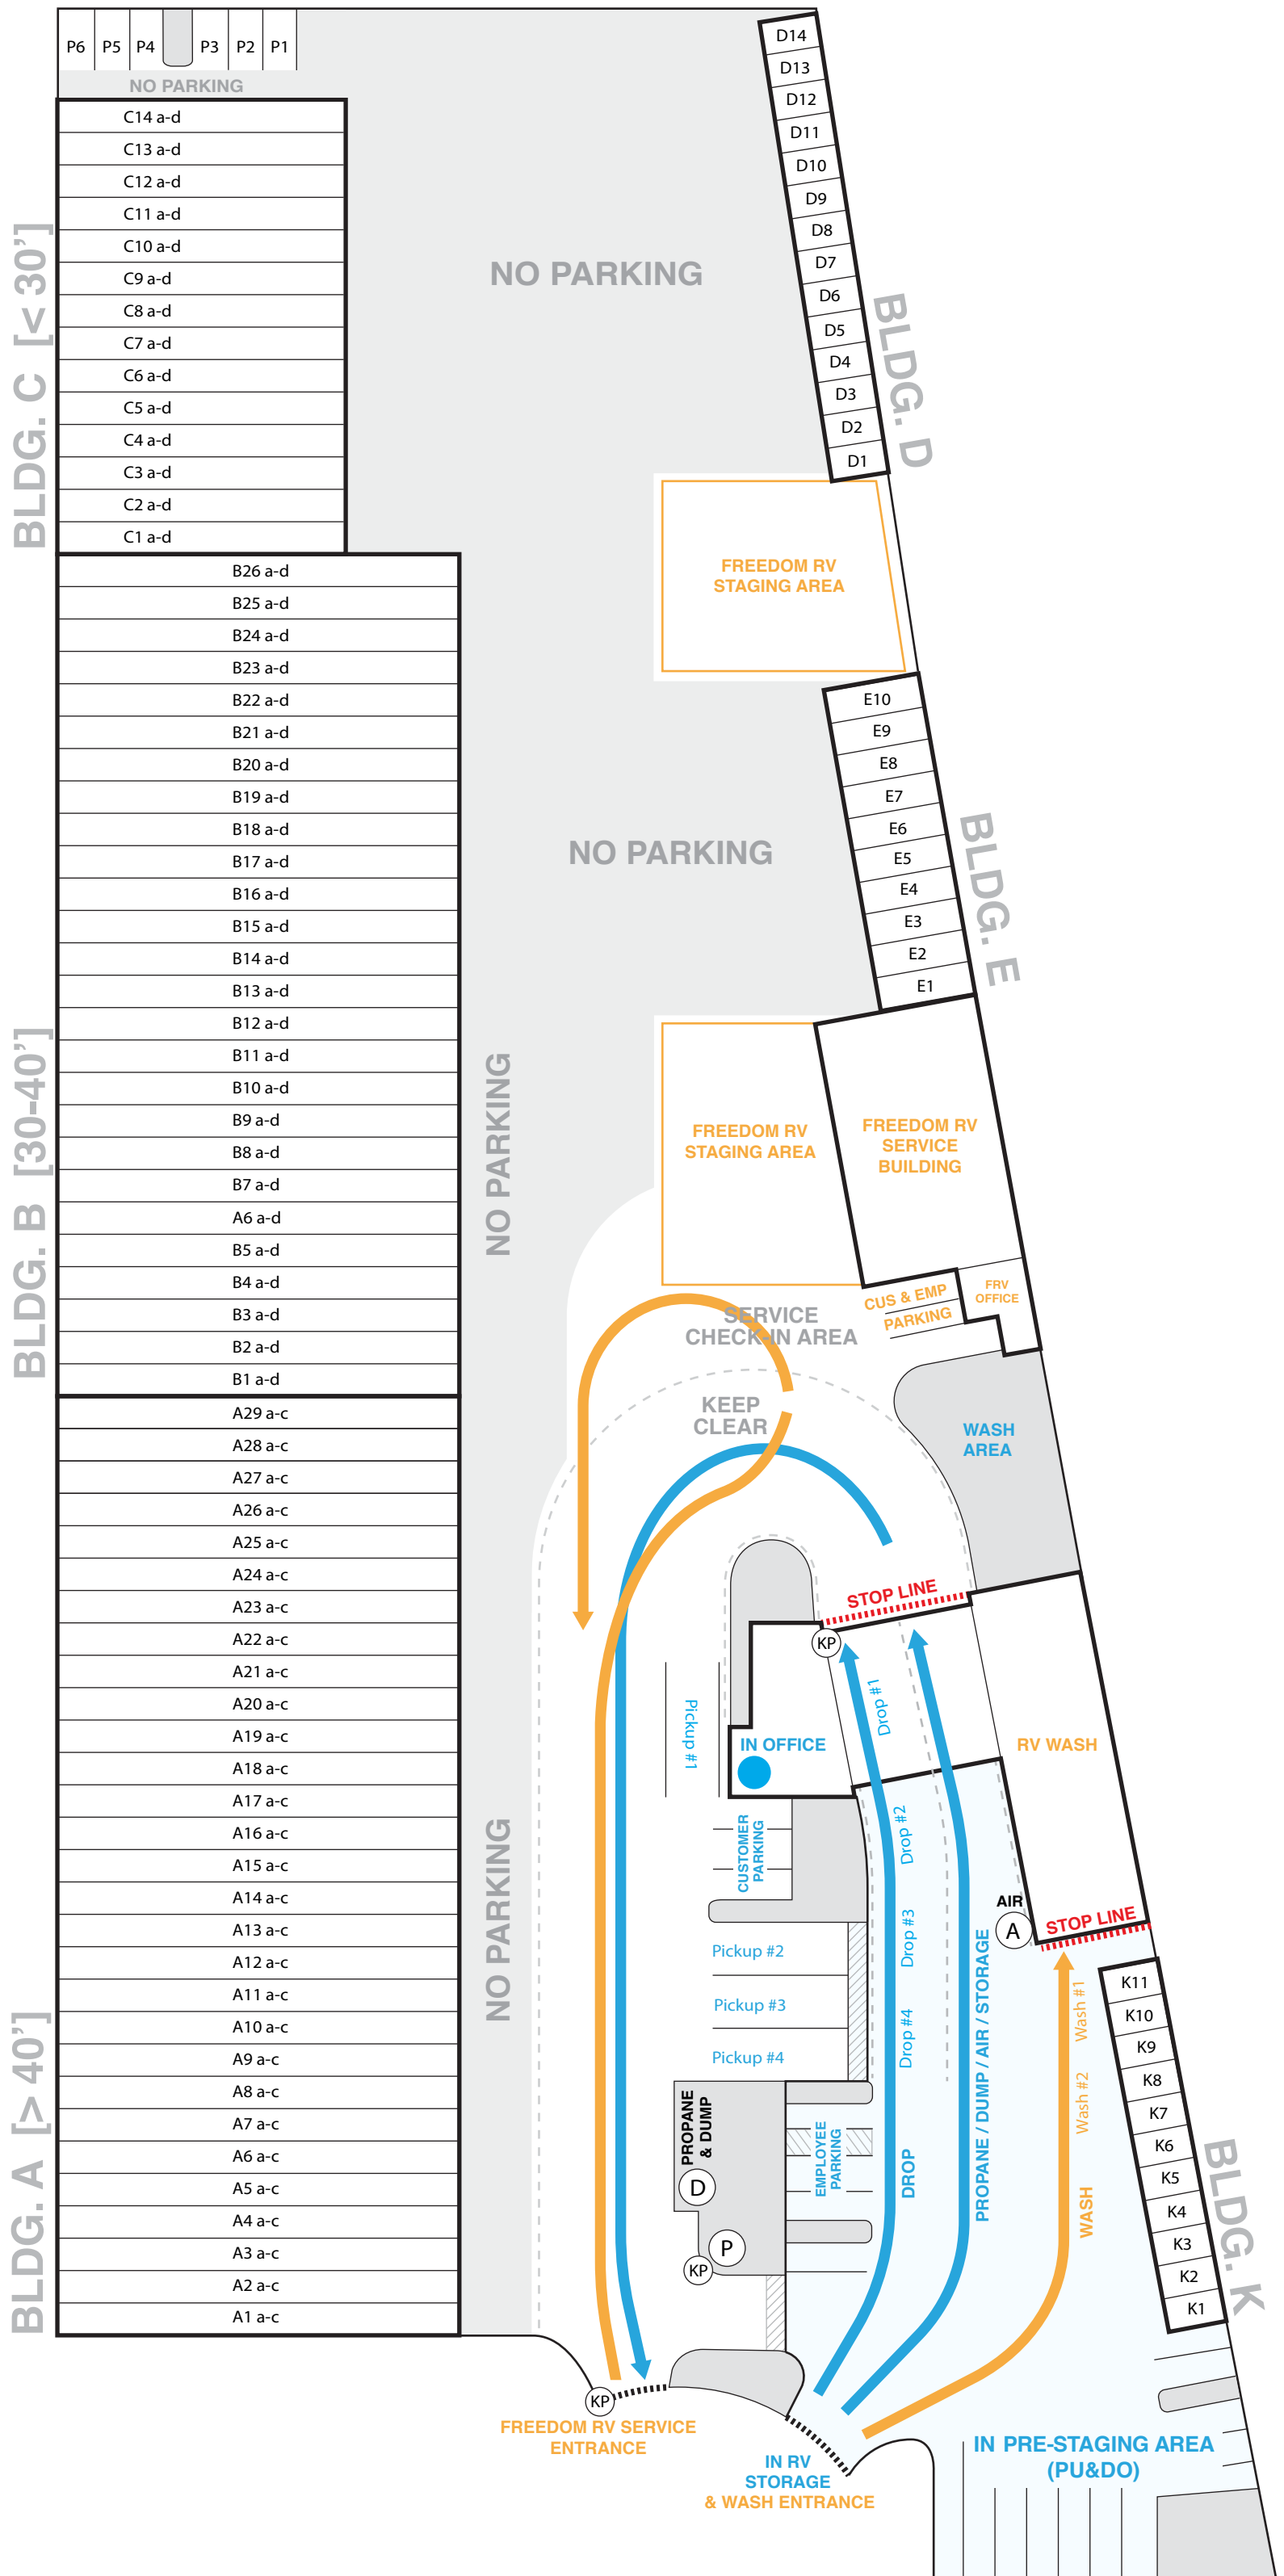 P6
P5
P4
P3
P2
P1
NO PARKING
C14 a-d
C13 a-d
C12 a-d
C11 a-d
C10 a-d
C9 a-d
C8 a-d
C7 a-d
C6 a-d
C5 a-d
C4 a-d
C3 a-d
C2 a-d
C1 a-d
BLDG. C [< 30’]
B26 a-d
B25 a-d
B24 a-d
B23 a-d
B22 a-d
B21 a-d
B20 a-d
B19 a-d
B18 a-d
B17 a-d
B16 a-d
B15 a-d
B14 a-d
B13 a-d
B12 a-d
B11 a-d
B10 a-d
B9 a-d
B8 a-d
B7 a-d
A6 a-d
B5 a-d
B4 a-d
B3 a-d
B2 a-d
B1 a-d
BLDG. B [30-40’]
A29 a-c
A28 a-c
A27 a-c
A26 a-c
A25 a-c
A24 a-c
A23 a-c
A22 a-c
A21 a-c
A20 a-c
A19 a-c
A18 a-c
A17 a-c
A16 a-c
A15 a-c
A14 a-c
A13 a-c
A12 a-c
A11 a-c
A10 a-c
A9 a-c
A8 a-c
A7 a-c
A6 a-c
A5 a-c
A4 a-c
A3 a-c
A2 a-c
A1 a-c
BLDG. A [> 40’]
NO PARKING
NO PARKING
NO PARKING
NO PARKING
D14
D13
D12
D11
D10
D9
D8
D7
D6
D5
D4
D3
D2
D1
BLDG. D
FREEDOM RV
STAGING AREA
E10
E9
E8
E7
E6
E5
E4
E3
E2
E1
BLDG. E
FREEDOM RV
STAGING AREA
FREEDOM RV
SERVICE
BUILDING
CUS & EMP
PARKING
FRV
OFFICE
SERVICE
CHECK-IN AREA
KEEP
CLEAR
WASH
AREA
STOP LINE
KP
Drop #1
Pickup #1
IN OFFICE
RV WASH
CUSTOMER
PARKING
Drop #2
Drop #3
Drop #4
AIR
A
STOP LINE
Pickup #2
Pickup #3
Pickup #4
PROPANE
& DUMP
D
P
KP
EMPLOYEE
PARKING
DROP
PROPANE / DUMP / AIR / STORAGE
Wash #1
Wash #2
WASH
K11
K10
K9
K8
K7
K6
K5
K4
K3
K2
K1
BLDG. K
KP
FREEDOM RV SERVICE
ENTRANCE
IN RV
STORAGE
& WASH ENTRANCE
IN PRE-STAGING AREA
(PU&DO)